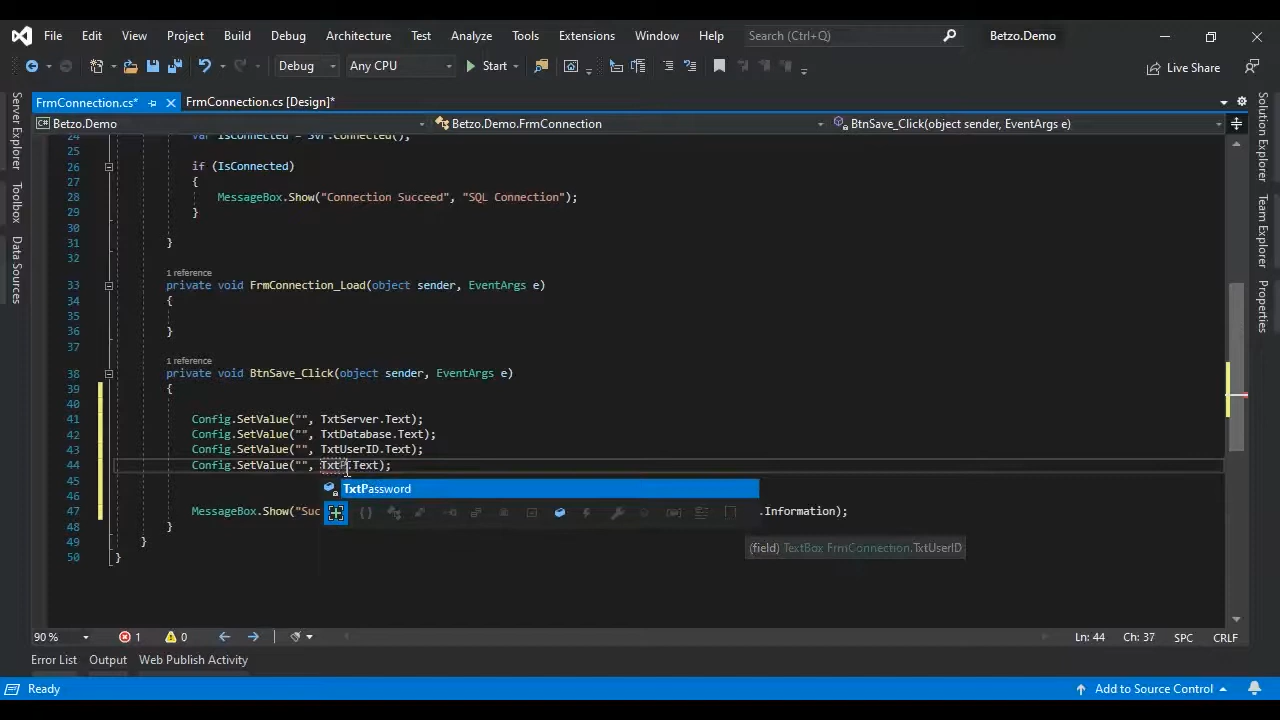 File Edit View Project Build Debug Architecture Test Analyze Tools Extensions Window Help Search (Ctrl+Q) Betzo.Demo
Debug Any CPU Start Live Share
FrmConnection.cs* FrmConnection.cs [Design]*
Betzo.Demo Betzo.Demo.FrmConnection BtnSave_Click(object sender, EventArgs e)
Server Explorer
Toolbox
Data Sources
Solution Explorer
Team Explorer
Properties
24 var IsConnected = Svr.Connected();
25
26 if (IsConnected)
27 {
28 MessageBox.Show("Connection Succeed", "SQL Connection");
29 }
30
31 }
32
1 reference
33 private void FrmConnection_Load(object sender, EventArgs e)
34 {
35
36 }
37
1 reference
38 private void BtnSave_Click(object sender, EventArgs e)
39 {
40
41 Config.SetValue("", TxtServer.Text);
42 Config.SetValue("", TxtDatabase.Text);
43 Config.SetValue("", TxtUserID.Text);
44 Config.SetValue("", TxtP.Text);
45
TxtPassword
46
47 MessageBox.Show("Suc .Information);
48 }
49 }
(field) TextBox FrmConnection.TxtUserID
50 }
90 % 1 0 Ln: 44 Ch: 37 SPC CRLF
Error List Output Web Publish Activity
Ready Add to Source Control